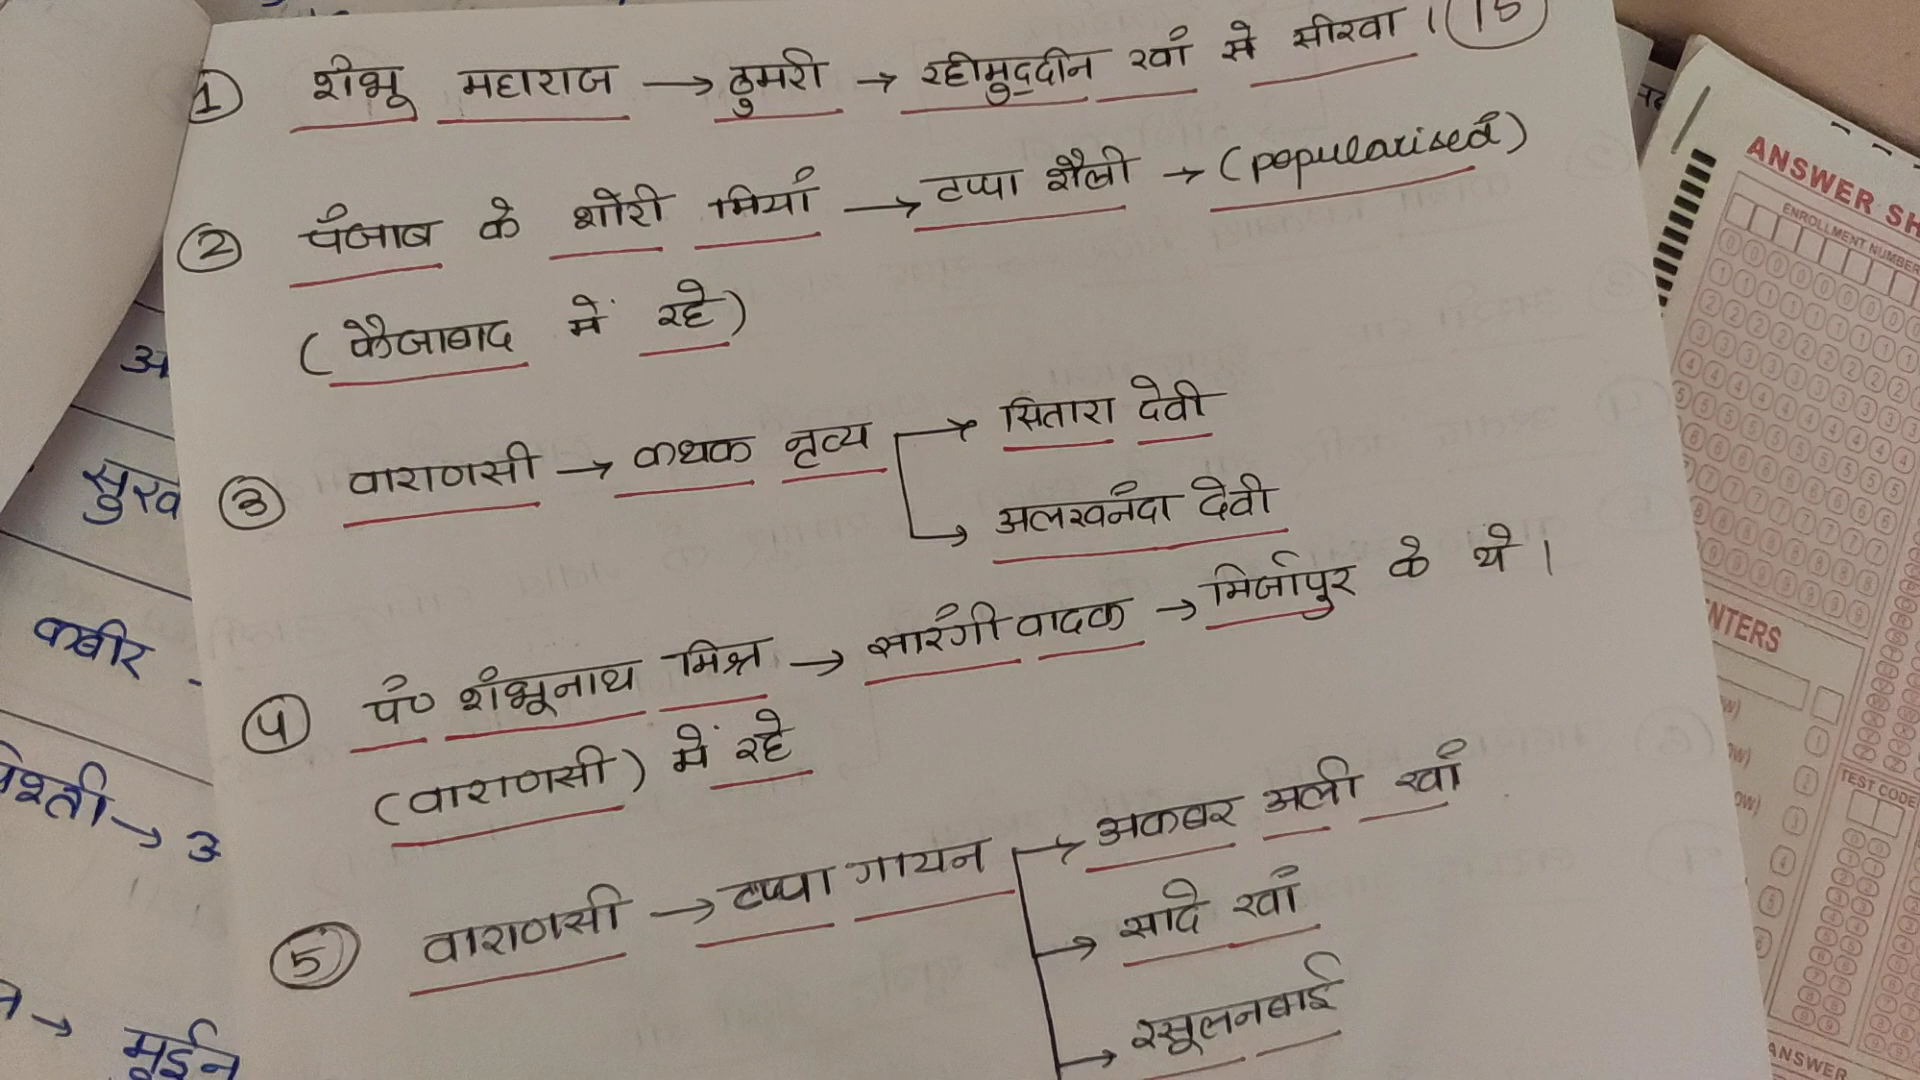 ① शंभू महाराज → ठुमरी → रहीमुद्दीन खाँ से सीखा । 15
② पंजाब के शोरी मियाँ → टप्पा शैली → (popularised)
(फैजाबाद में रहे)
③ वाराणसी → कथक नृत्य → सितारा देवी
→ अलखनंदा देवी
④ पं० शंभूनाथ मिश्र → सारंगी वादक → मिर्जापुर के थे ।
(वाराणसी) में रहे
⑤ वाराणसी → टप्पा गायन → अकबर अली खाँ
→ सादे खाँ
→ रसूलनबाई
सुख
कबीर -
श्ती → उ
→ मूईन
ANSWER SH
ENROLLMENT NUMBER
NTERS
TEST CODE
ANSWER